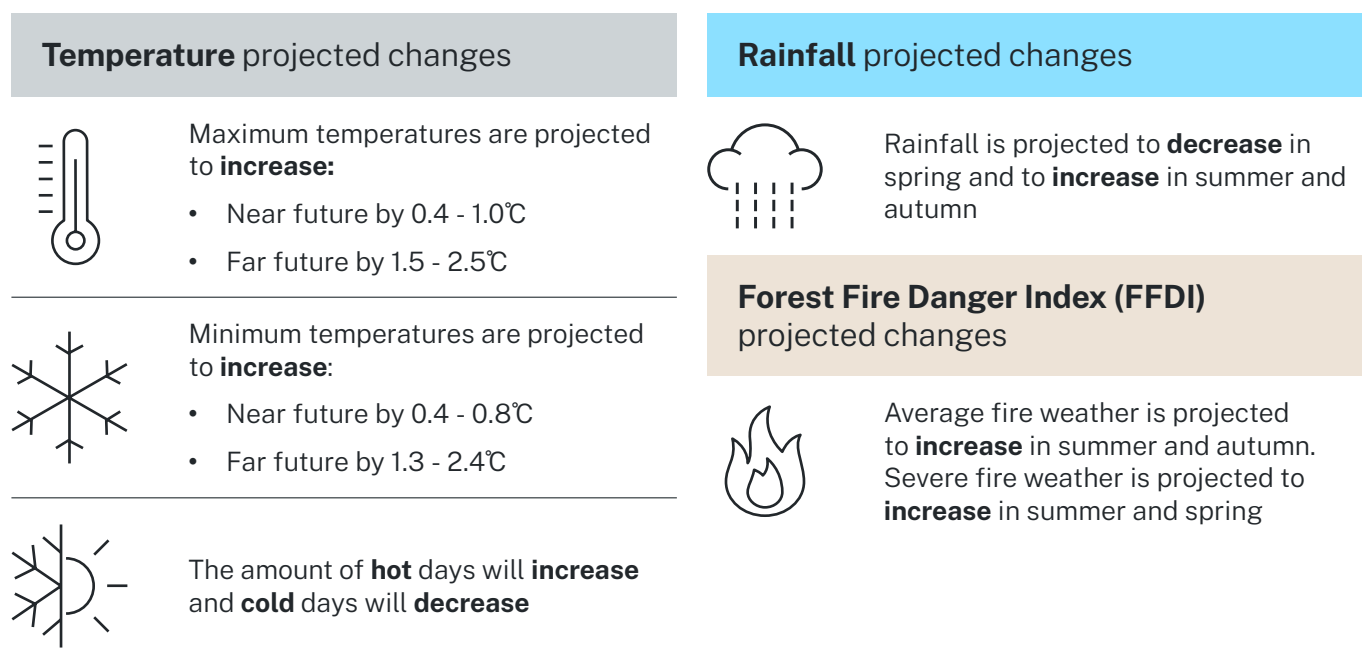 Temperature projected changes
Maximum temperatures are projected
to increase:
• Near future by 0.4 - 1.0℃
• Far future by 1.5 - 2.5℃
Minimum temperatures are projected
to increase:
• Near future by 0.4 - 0.8℃
• Far future by 1.3 - 2.4℃
The amount of hot days will increase
and cold days will decrease
Rainfall projected changes
Rainfall is projected to decrease in
spring and to increase in summer and
autumn
Forest Fire Danger Index (FFDI)
projected changes
Average fire weather is projected
to increase in summer and autumn.
Severe fire weather is projected to
increase in summer and spring